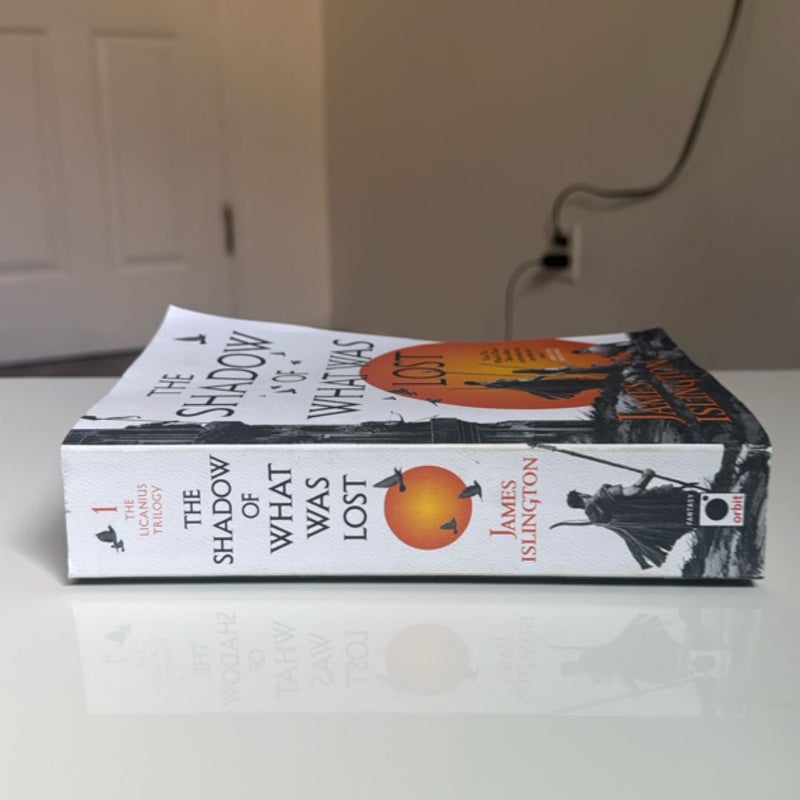 THE
SHADOW
OF
WHAT WAS
LOST
JAMES
ISLINGTON
1
THE
LICANIUS
TRILOGY
THE
SHADOW
OF
WHAT
WAS
LOST
JAMES
ISLINGTON
FANTASY
orbit